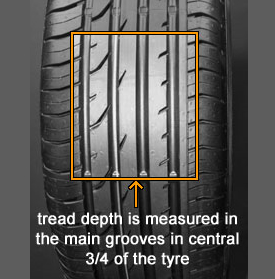 tread depth is measured in
the main grooves in central
3/4 of the tyre